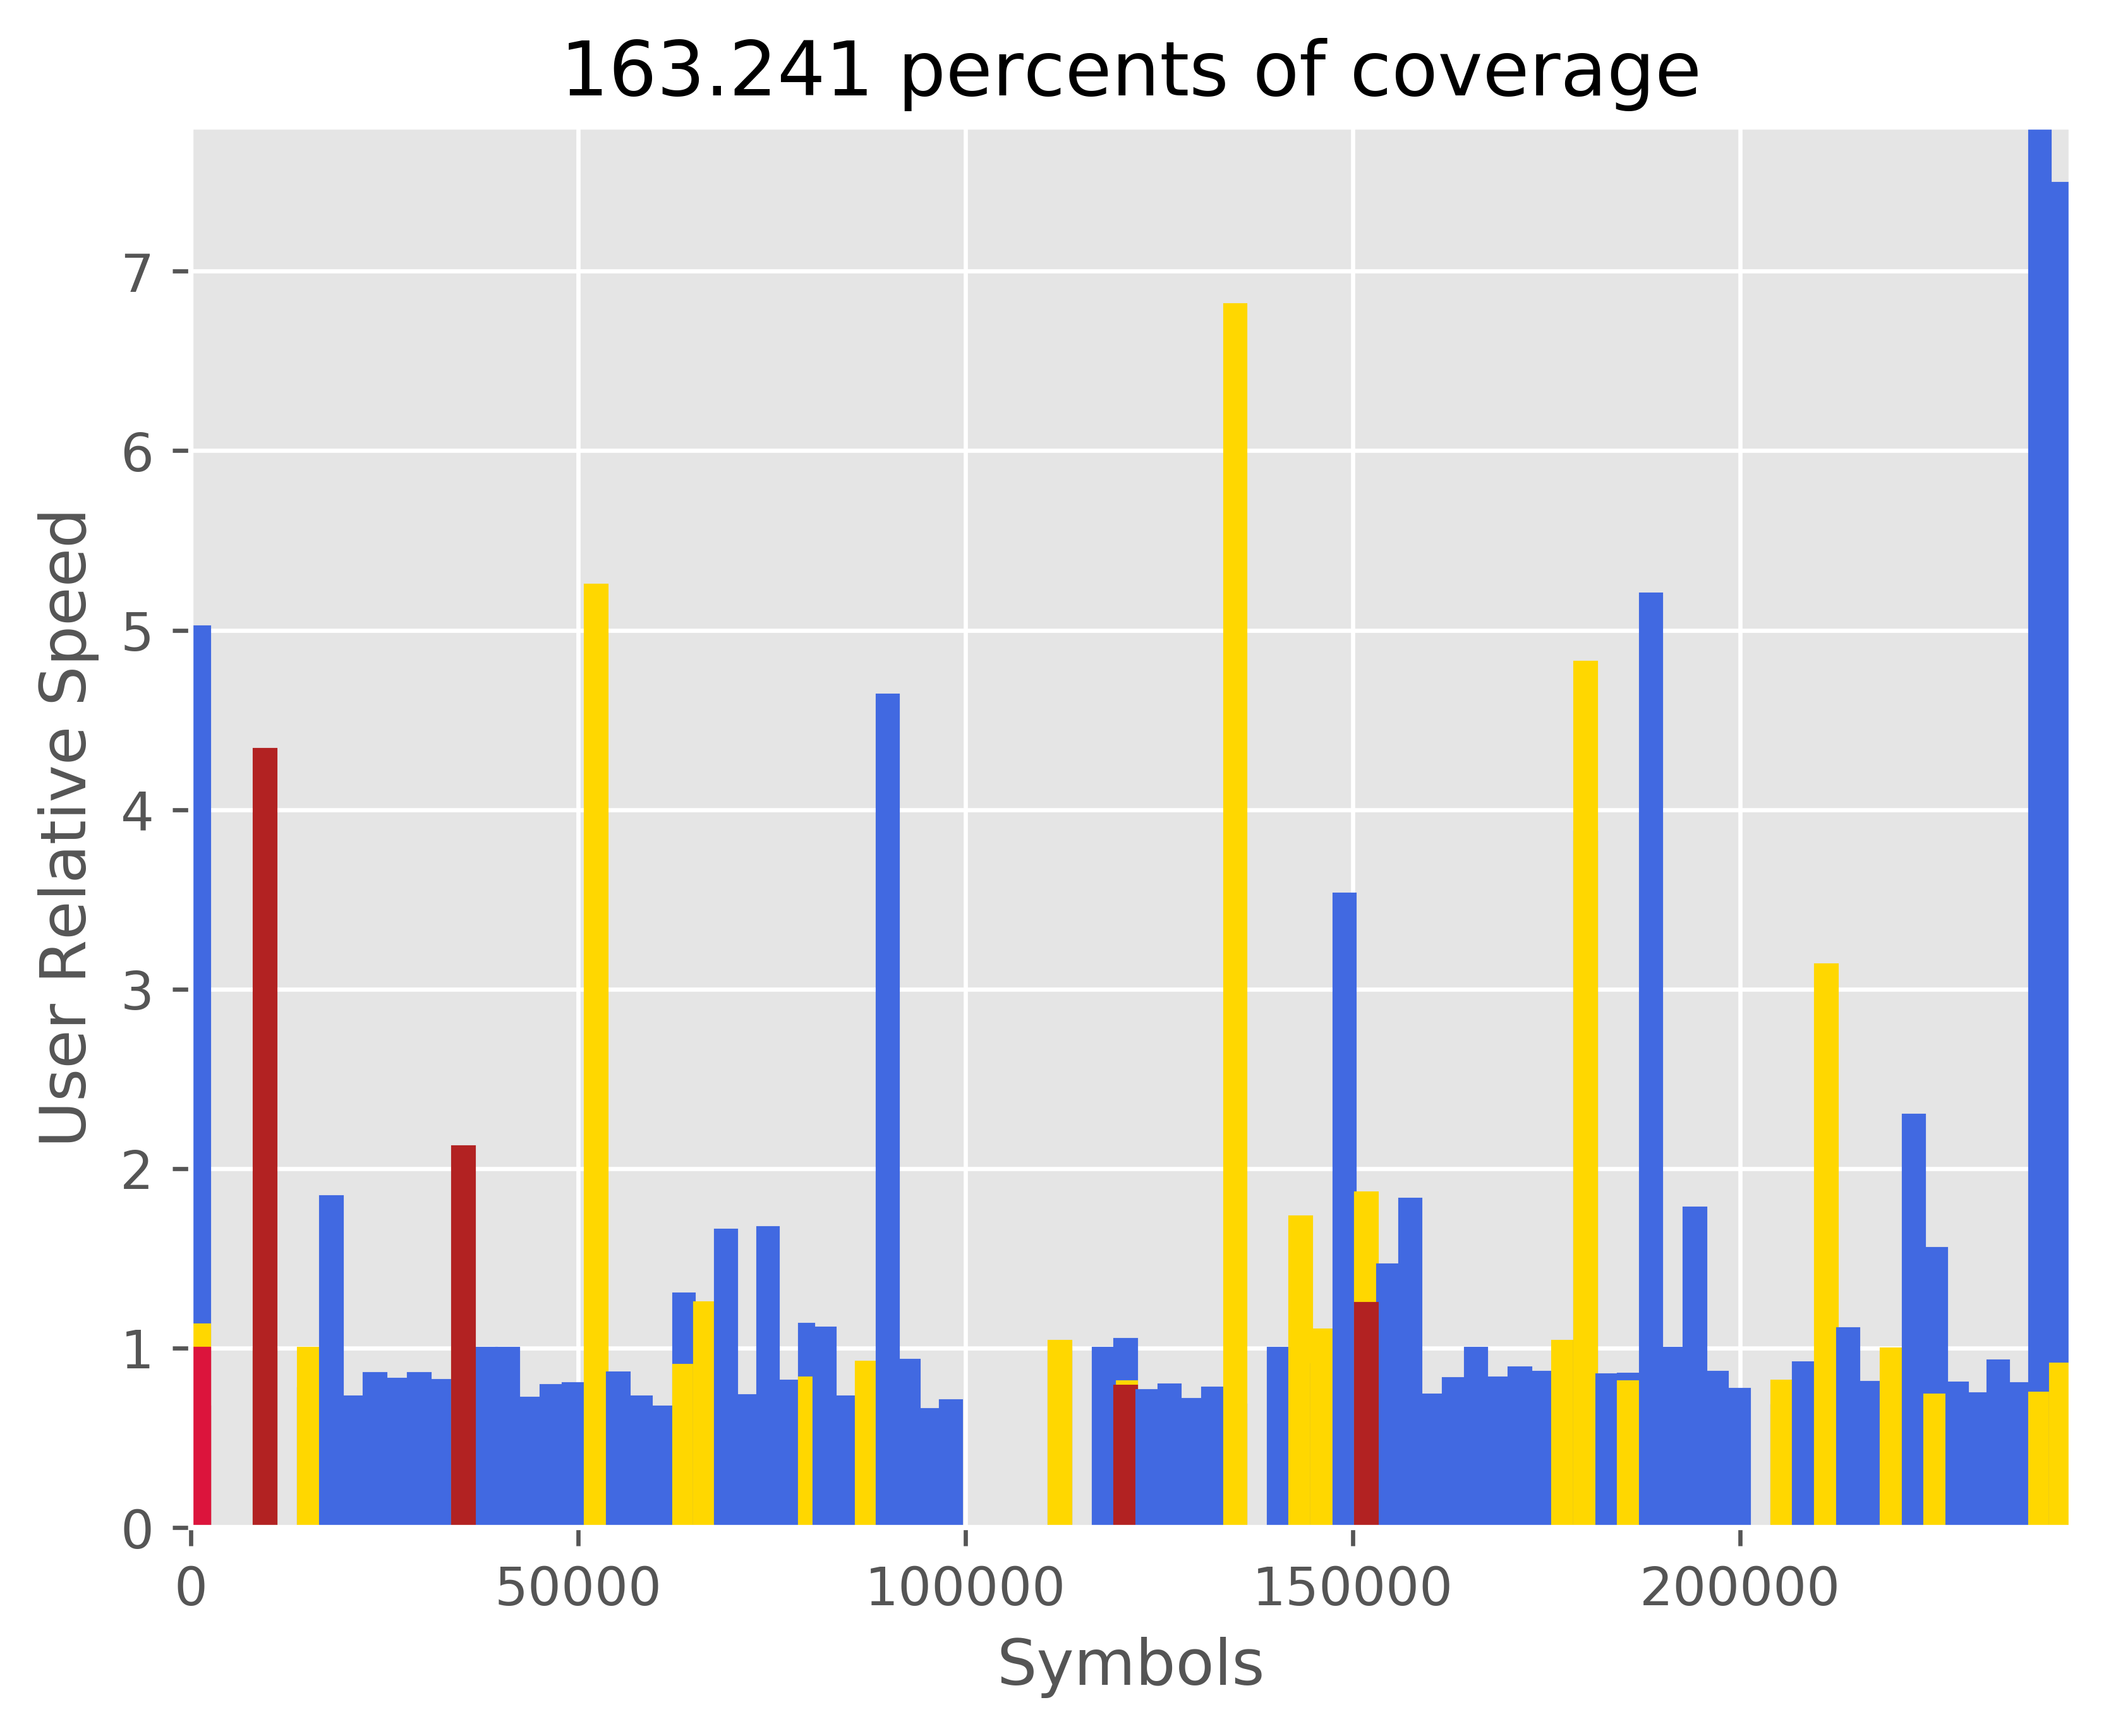 163.241 percents of coverage
User Relative Speed
7
6
5
4
3
2
1
0
0 50000 100000 150000 200000
Symbols